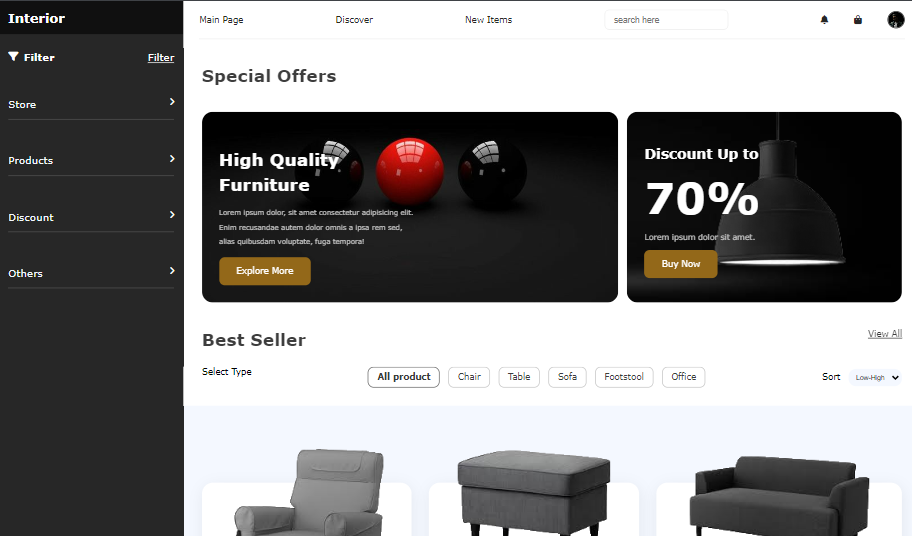 Interior
Main Page
Discover
New Items
search here
Filter
Filter
Store
Products
Discount
Others
Special Offers
High Quality
Furniture
Lorem ipsum dolor, sit amet consectetur adipisicing elit.
Enim recusandae autem dolor omnis a ipsa rem sed,
alias quibusdam voluptate, fuga tempora!
Explore More
Discount Up to
70%
Lorem ipsum dolor sit amet.
Buy Now
Best Seller
View All
Select Type
All product
Chair
Table
Sofa
Footstool
Office
Sort
Low-High